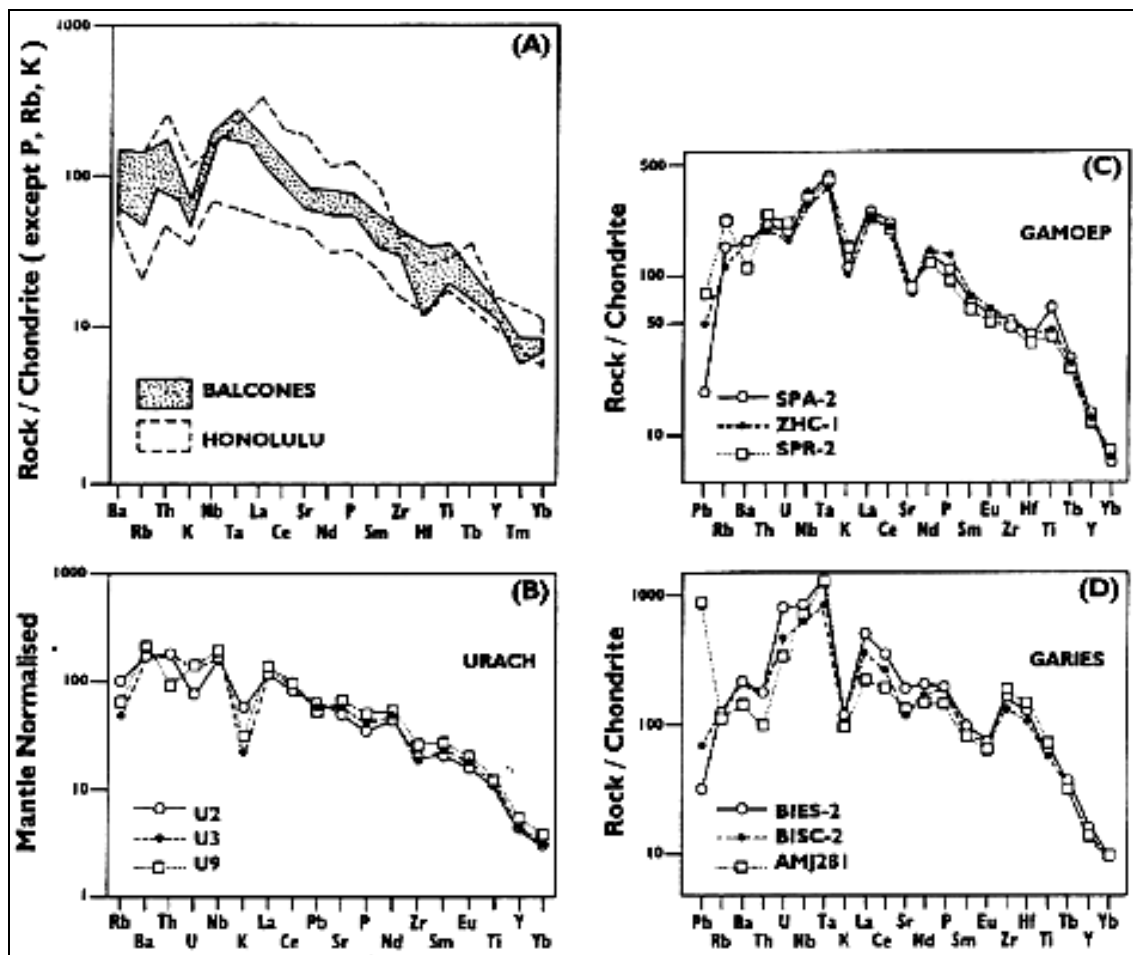 (A)
Rock / Chondrite ( except P, Rb, K)
1000
100
10
1
BALCONES
HONOLULU
Ba Th Nb La Sr P Zr Ti Y Yb
Rb K Ta Ce Nd Sm Hf Tb Tm
(B)
Mantle Normalised
1000
100
10
1
URACH
U2
U3
U9
Rb Th Nb La Pb P Zr Eu Y
Ba U K Ce Sr Nd Sm Ti Yb
(C)
Rock / Chondrite
500
100
50
10
GAMOEP
SPA-2
ZHC-1
SPR-2
Pb Ba U Ta La Sr P Eu Hf Tb Yb
Rb Th Nb K Ce Nd Sm Zr Ti Y
(D)
Rock / Chondrite
1000
100
10
GARIES
BIES-2
BISC-2
AMJ281
Pb Ba U Ta La Sr P Eu Hf Tb Yb
Rb Th Nb K Ce Nd Sm Zr Ti Y